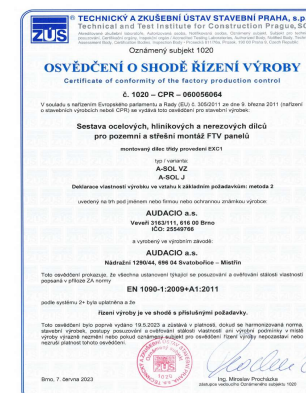 TECHNICKÝ A ZKUŠEBNÍ ÚSTAV STAVEBNÍ PRAHA, s.p.
Technical and Test Institute for Construction Prague, SOE
TZÚS
Oznámený subjekt 1020
OSVĚDČENÍ O SHODĚ ŘÍZENÍ VÝROBY
Certificate of conformity of the factory production control
č. 1020 – CPR – 060056064
V souladu s nařízením Evropského parlamentu a Rady (EU) č. 305/2011 ze dne 9. března 2011 (nařízení
o stavebních výrobcích neboli CPR) se vydává toto osvědčení pro stavební výrobek:
Sestava ocelových, hliníkových a nerezových dílců
pro pozemní a střešní montáž FTV panelů
montovaný dílec třídy provedení EXC1
typ / varianta:
A-SOL VZ
A-SOL J
Deklarace vlastností výrobku ve vztahu k základním požadavkům: metoda 2
uvedený na trh pod jménem nebo firmou nebo ochrannou známkou výrobce:
AUDACIO a.s.
Veveří 3163/111, 616 00 Brno
IČO: 25549766
a vyrobený ve výrobním závodě:
AUDACIO a.s.
Nádražní 1290/44, 696 04 Svatobořice – Mistřín
Toto osvědčení prokazuje, že všechna ustanovení týkající se posuzování a ověřování stálosti vlastností
popsaná v příloze ZA normy
EN 1090-1:2009+A1:2011
podle systému 2+ byla uplatněna a že
řízení výroby je ve shodě s příslušnými požadavky.
Toto osvědčení bylo poprvé vydáno 19.5.2023 a zůstává v platnosti, dokud se harmonizovaná norma,
stavební výrobek, postupy posuzování a ověřování stálosti vlastností ani výrobní podmínky v místě
výroby výrazně nezmění nebo pokud oznámený subjekt pro osvědčení řízení výroby nepozastaví nebo
nezruší platnost tohoto osvědčení.
1020
Brno, 7. června 2023
Ing. Miroslav Procházka
zástupce vedoucího Oznámeného subjektu 1020